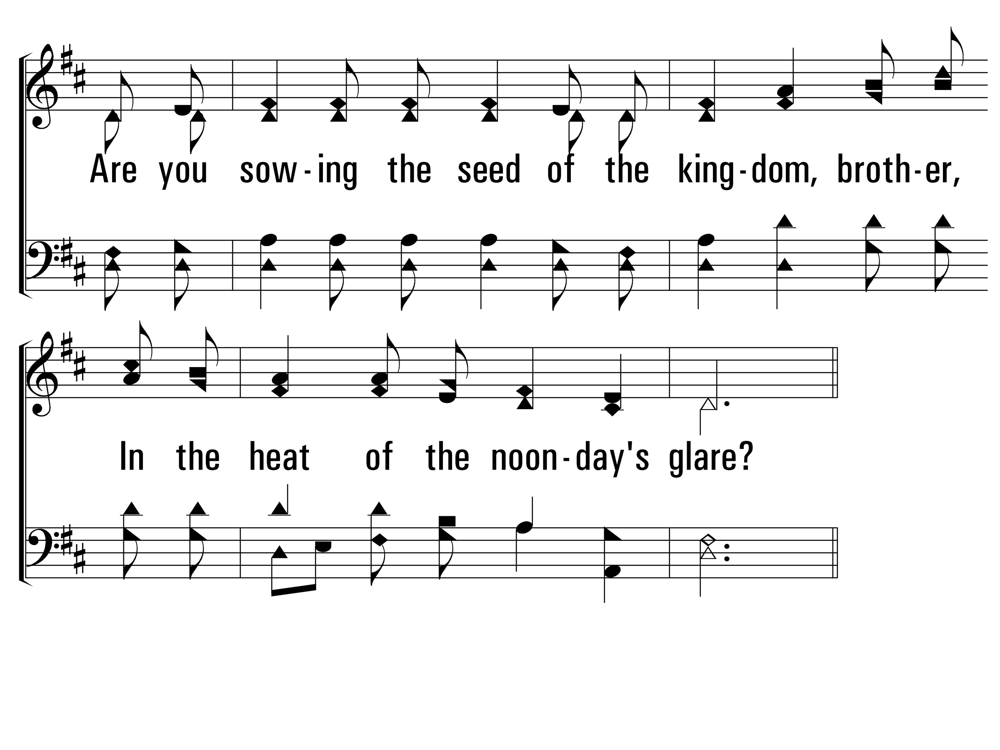 Are you sow-ing the seed of the king-dom, broth-er,
In the heat of the noon-day's glare?